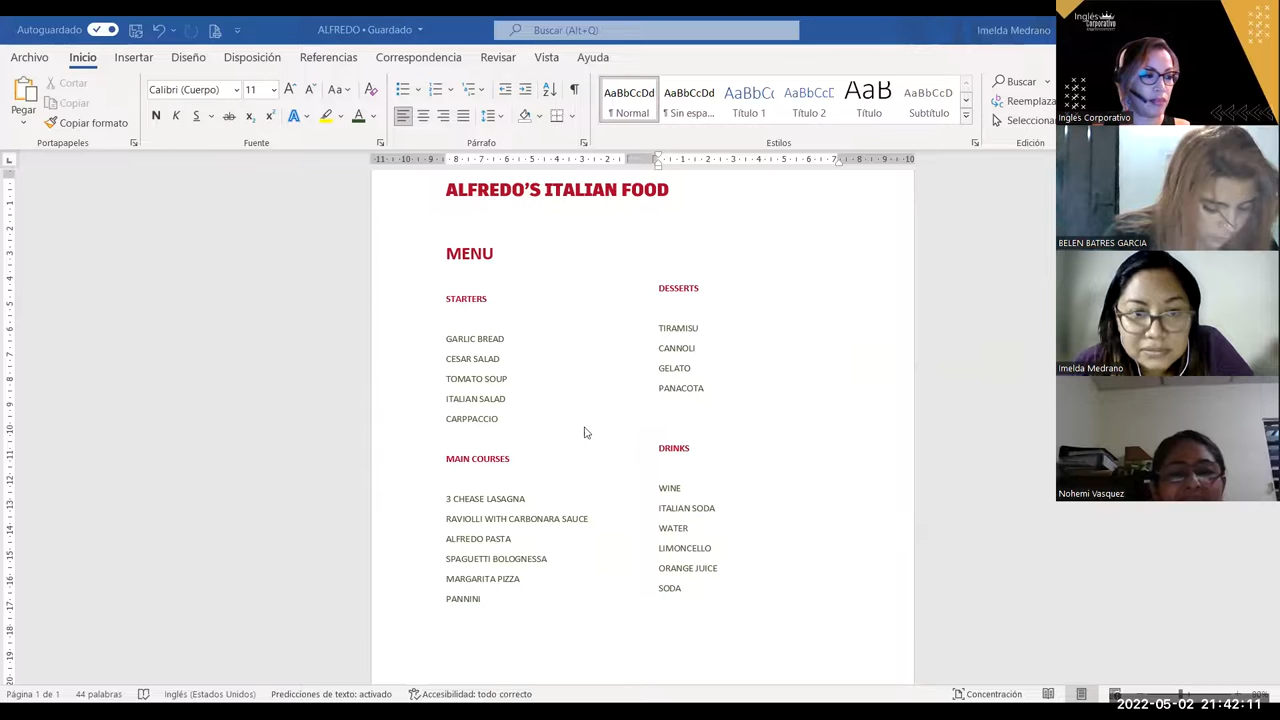 Autoguardado
ALFREDO • Guardado
Buscar (Alt+Q)
Imelda Medrano
Archivo
Inicio
Insertar
Diseño
Disposición
Referencias
Correspondencia
Revisar
Vista
Ayuda
Pegar
Cortar
Copiar
Copiar formato
Portapapeles
Calibri (Cuerpo)
11
Fuente
Párrafo
AaBbCcDd
¶ Normal
AaBbCcDd
¶ Sin espa...
AaBbC
Título 1
AaBbCcD
Título 2
AaB
Título
AaBbCcD
Subtítulo
Estilos
Buscar
Reemplaza
Selecciona
Edición
ALFREDO'S ITALIAN FOOD
MENU
STARTERS
GARLIC BREAD
CESAR SALAD
TOMATO SOUP
ITALIAN SALAD
CARPPACCIO
MAIN COURSES
3 CHEASE LASAGNA
RAVIOLLI WITH CARBONARA SAUCE
ALFREDO PASTA
SPAGUETTI BOLOGNESSA
MARGARITA PIZZA
PANNINI
DESSERTS
TIRAMISU
CANNOLI
GELATO
PANACOTA
DRINKS
WINE
ITALIAN SODA
WATER
LIMONCELLO
ORANGE JUICE
SODA
Página 1 de 1
44 palabras
Inglés (Estados Unidos)
Predicciones de texto: activado
Accesibilidad: todo correcto
Concentración
80%
Inglés
Corporativo
Inglés Corporativo
BELEN BATRES GARCIA
Imelda Medrano
Nohemi Vasquez
2022-05-02 21:42:11